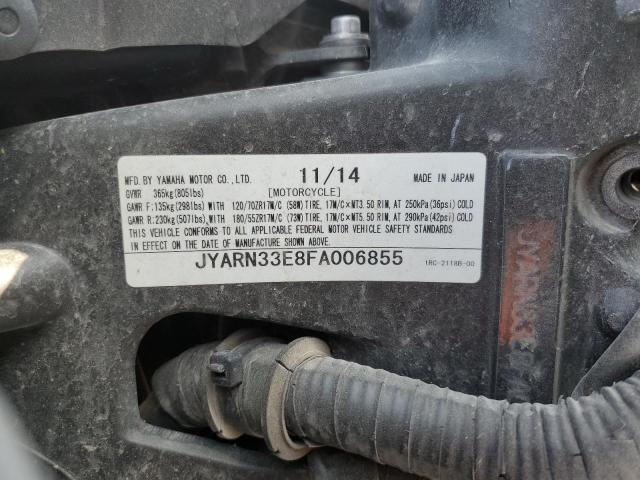 MFD.BY YAMAHA MOTOR CO.,LTD. 11/14 MADE IN JAPAN
GVWR 365kg(805lbs) [MOTORCYCLE]
GAWR F:135kg(298lbs)WITH 120/70ZR17M/C (58W)TIRE, 17M/C×MT3.50 RIM, AT 250kPa(36psi)COLD
GAWR R:230kg(507lbs)WITH 180/55ZR17M/C (73W)TIRE, 17M/C×MT5.50 RIM, AT 290kPa(42psi)COLD
THIS VEHICLE CONFORMS TO ALL APPLICABLE FEDERAL MOTOR VEHICLE SAFETY STANDARDS
IN EFFECT ON THE DATE OF MANUFACTURE SHOWN ABOVE.
JYARN33E8FA006855 1RC-2118B-00